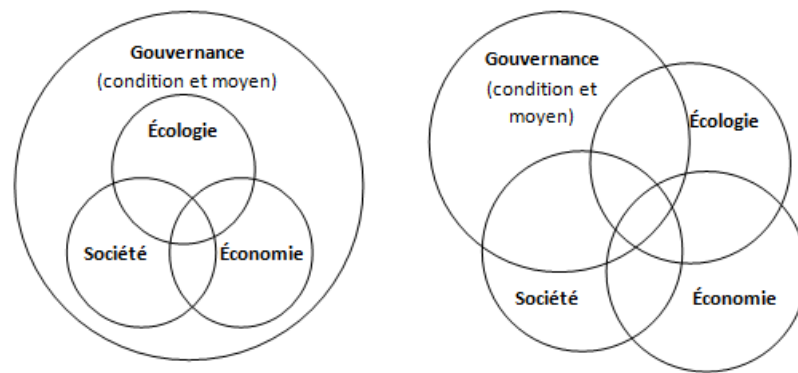 Gouvernance
(condition et moyen)
Écologie
Société
Économie
Gouvernance
(condition et
moyen)
Écologie
Société
Économie